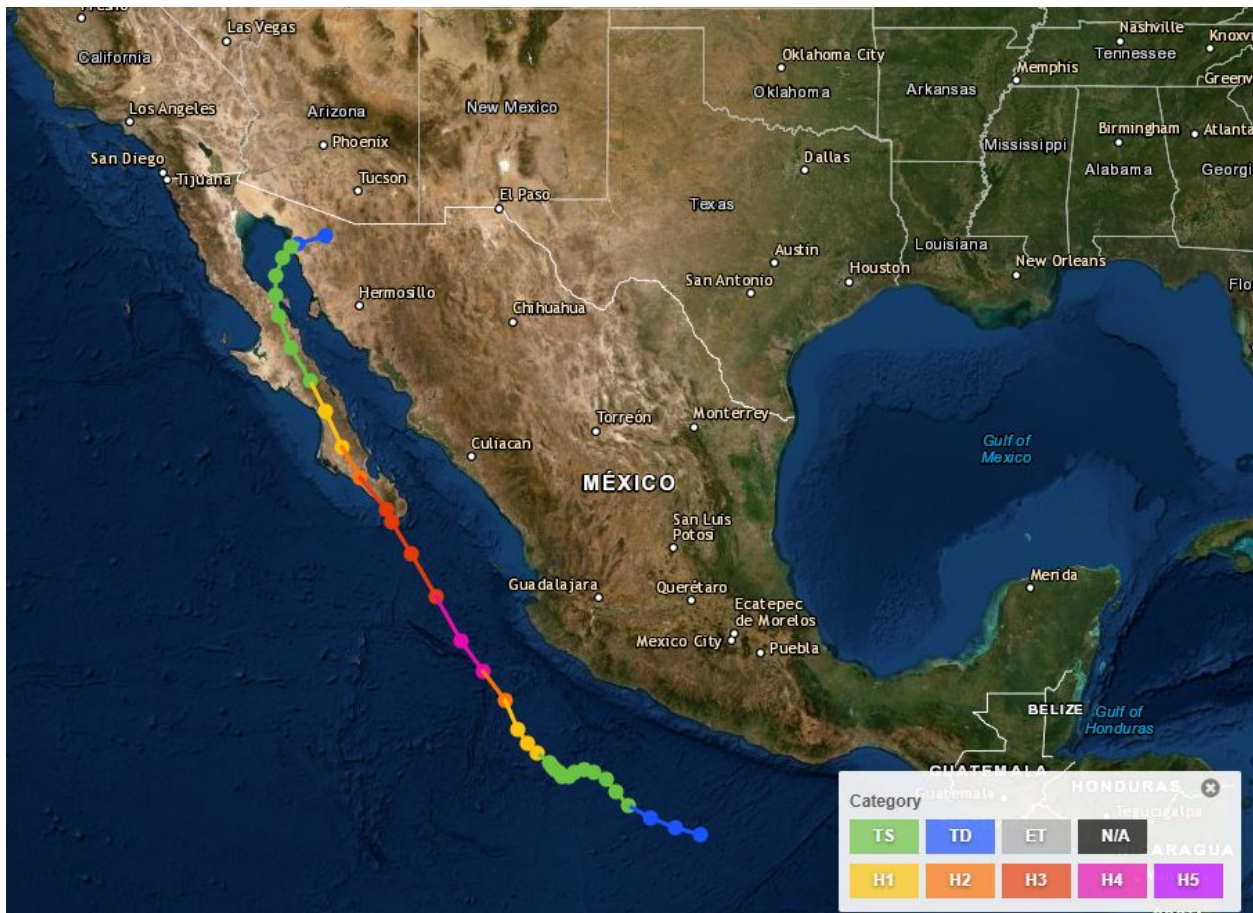 Las Vegas
Nashville
Knoxvi
California
Tennessee
Oklahoma City
Memphis
Greenv
Oklahoma
Arkansas
Los Angeles
Arizona
New Mexico
Phoenix
Birmingham
Atlanta
Mississippi
San Diego
Dallas
Alabama
Georgi
Tijuana
Tucson
El Paso
Texas
Louisiana
Austin
New Orleans
San Antonio
Houston
Flo
Hermosillo
Chihuahua
Torreón
Monterrey
Culiacan
Gulf of
Mexico
MÉXICO
San Luis
Potosi
Merida
Guadalajara
Querétaro
Ecatepec
de Morelos
Mexico City
Puebla
BELIZE
Gulf of
Honduras
GUATEMALA
HONDURAS
Guatemala
Category
Tegucigalpa
TS
TD
ET
N/A
ARAGUA
H1
H2
H3
H4
H5